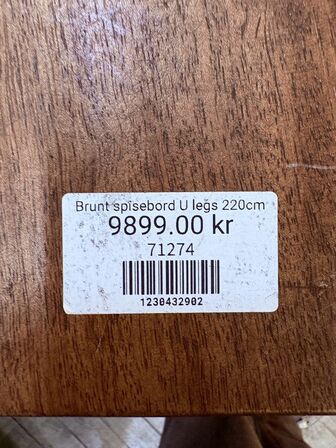 Brunt spisebord U legs 220cm
9899.00 kr
71274
1230432902